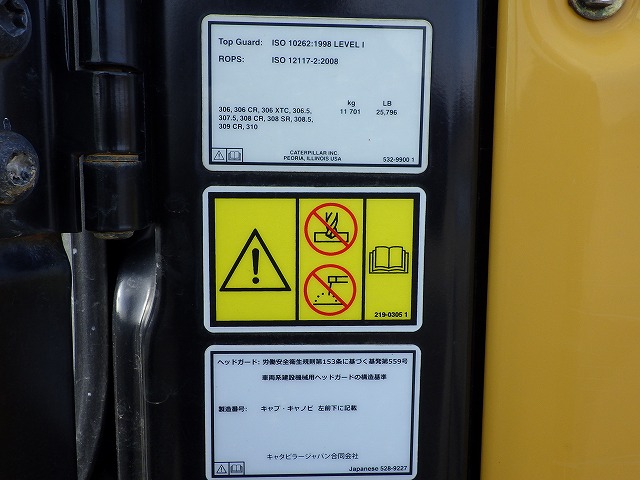 Top Guard: ISO 10262:1998 LEVEL I
ROPS: ISO 12117-2:2008
kg LB
306, 306 CR, 306 XTC, 306.5, 11 701 25,796
307.5, 308 CR, 308 SR, 308.5,
309 CR, 310
CATERPILLAR INC.
PEORIA, ILLINOIS USA
532-9900 1
219-0305 1
ヘッドガード: 労働安全衛生規則第153条に基づく基発第559号
車両系建設機械用ヘッドガードの構造基準
製造番号: キャブ・キャノピ 左前下に記載
キャタピラージャパン合同会社
Japanese 528-9227